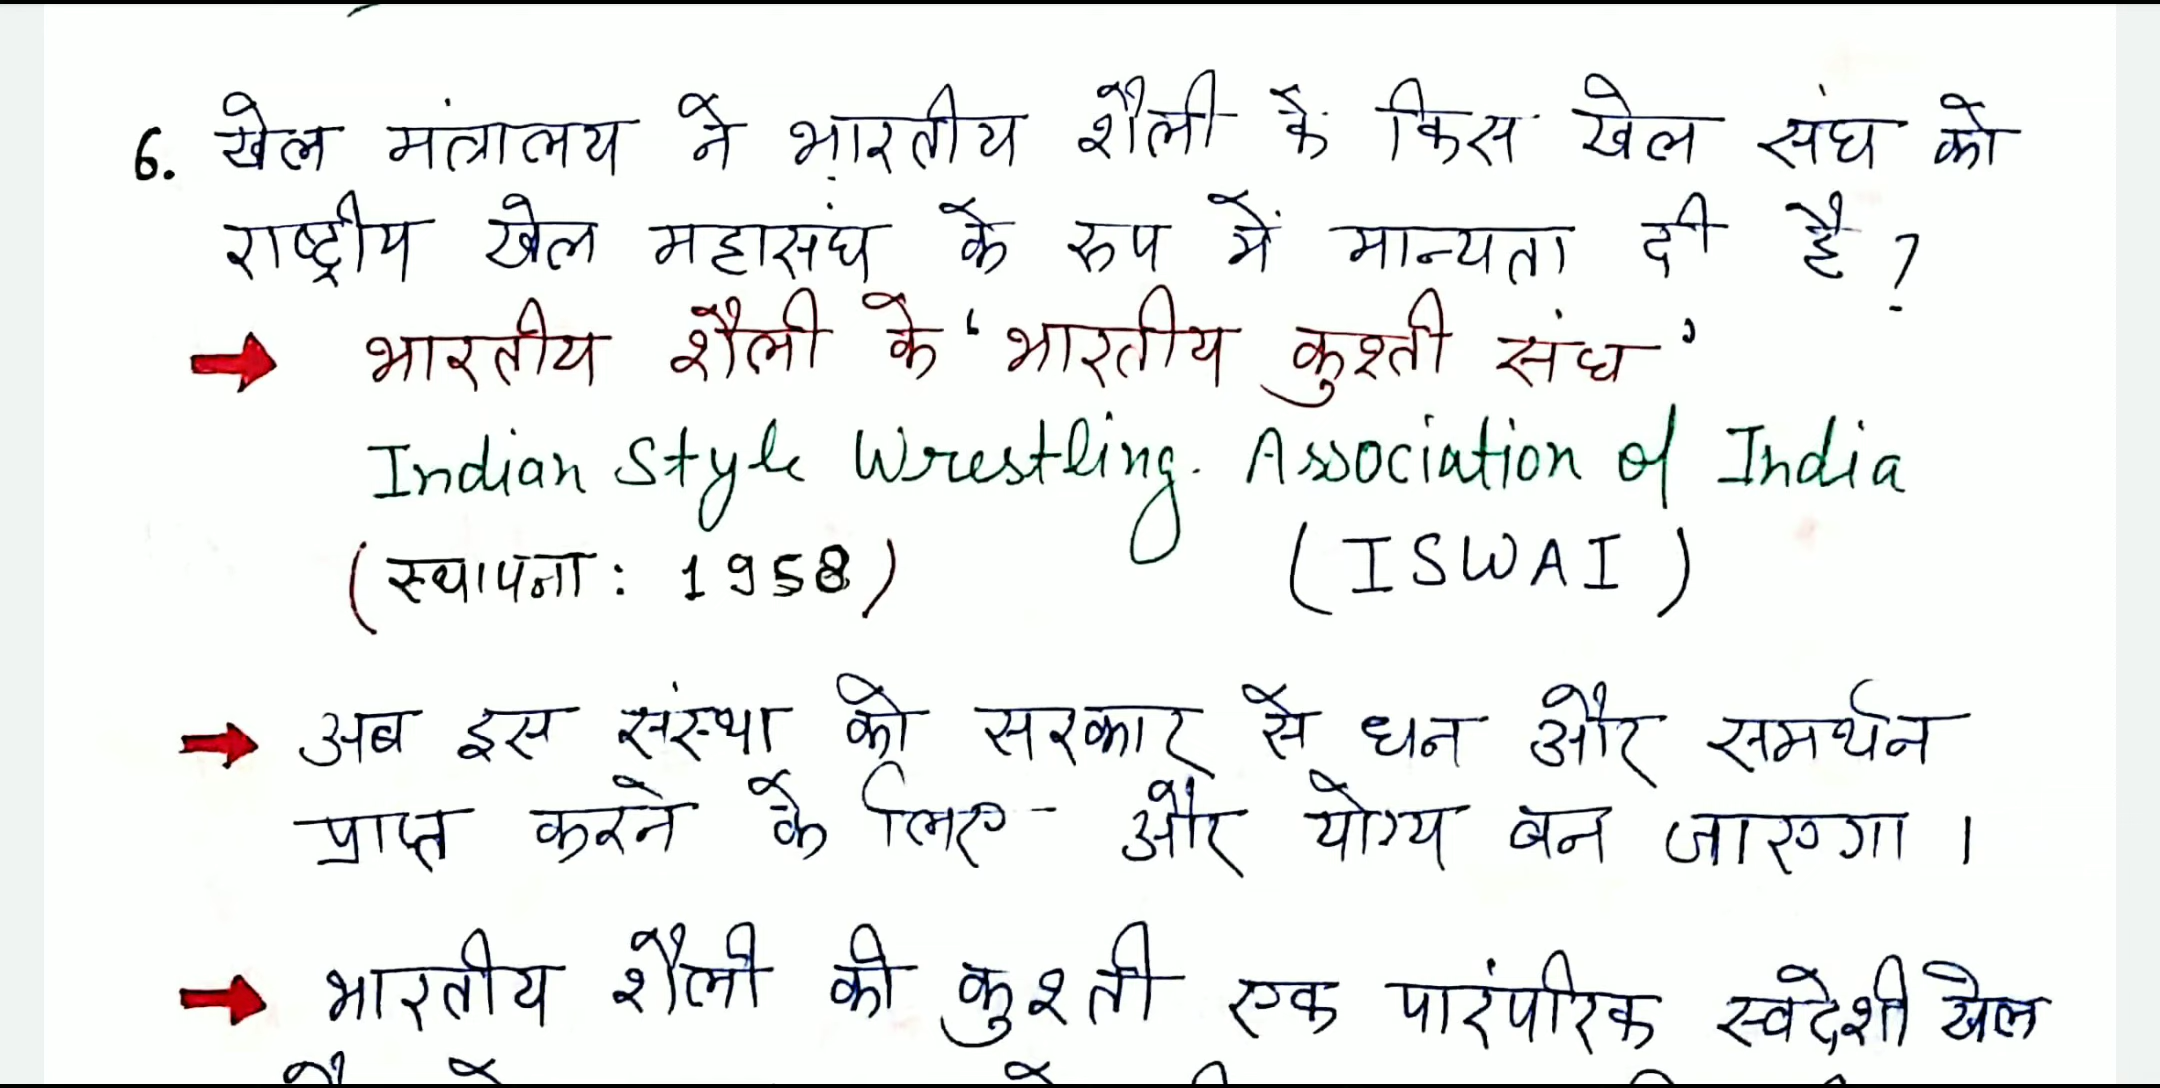 6. खेल मंत्रालय ने भारतीय शैली के किस खेल संघ को
राष्ट्रीय खेल महासंघ के रुप में मान्यता दी है ?
भारतीय शैली के ‘भारतीय कुश्ती संघ’
Indian Style Wrestling. Association of India
(स्थापना : 1958) (ISWAI)
अब इस संस्था को सरकार से धन और समर्थन
प्राप्त करने के लिए - और योग्य बन जाएगा ।
भारतीय शैली की कुश्ती एक पारंपरिक स्वदेशी खेल